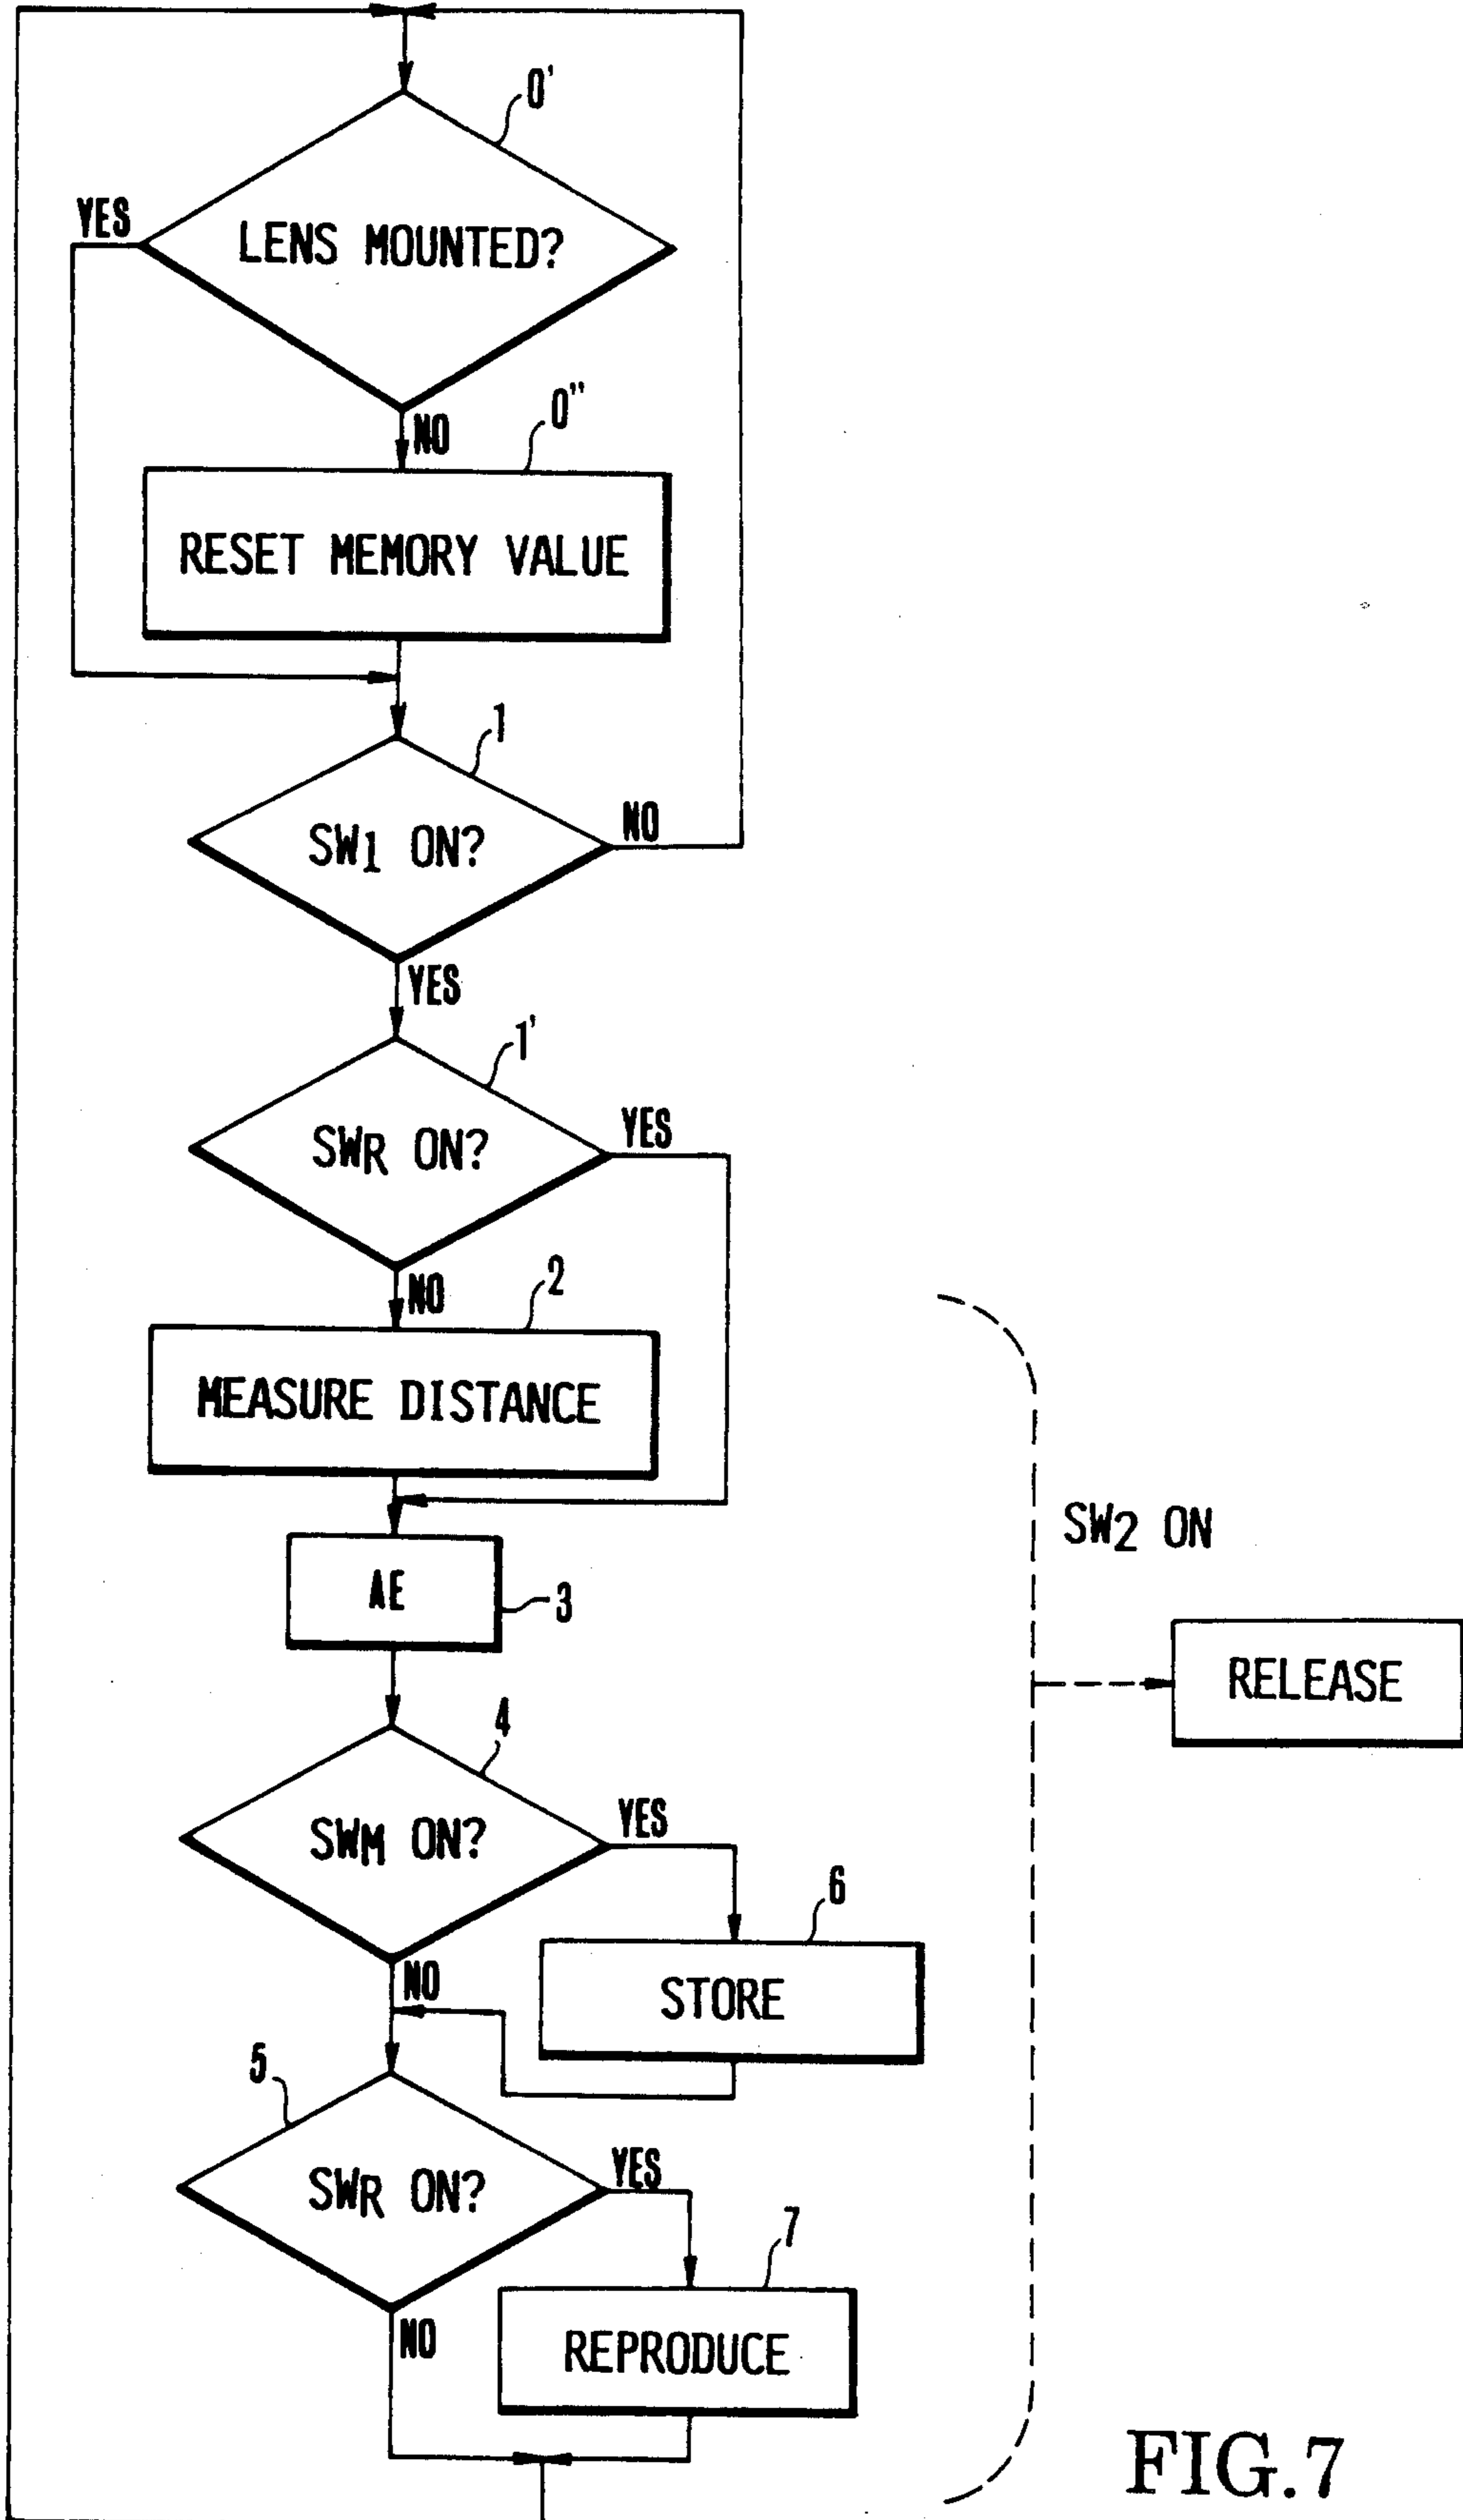 0'
YES
LENS MOUNTED?
0"
NO
RESET MEMORY VALUE
1
NO
SW1 ON?
YES
1'
YES
SWR ON?
2
NO
MEASURE DISTANCE
SW2 ON
AE
3
RELEASE
4
YES
SWM ON?
6
NO
STORE
5
YES
SWR ON?
7
NO
REPRODUCE
FIG.7